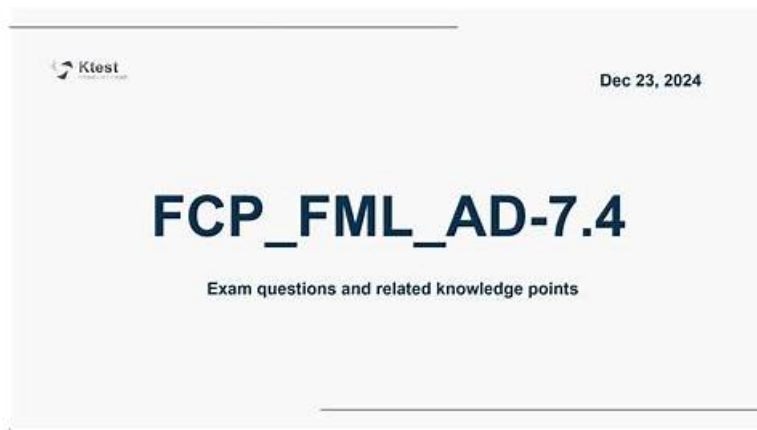 Ktest
Dec 23, 2024
FCP_FML_AD-7.4
Exam questions and related knowledge points